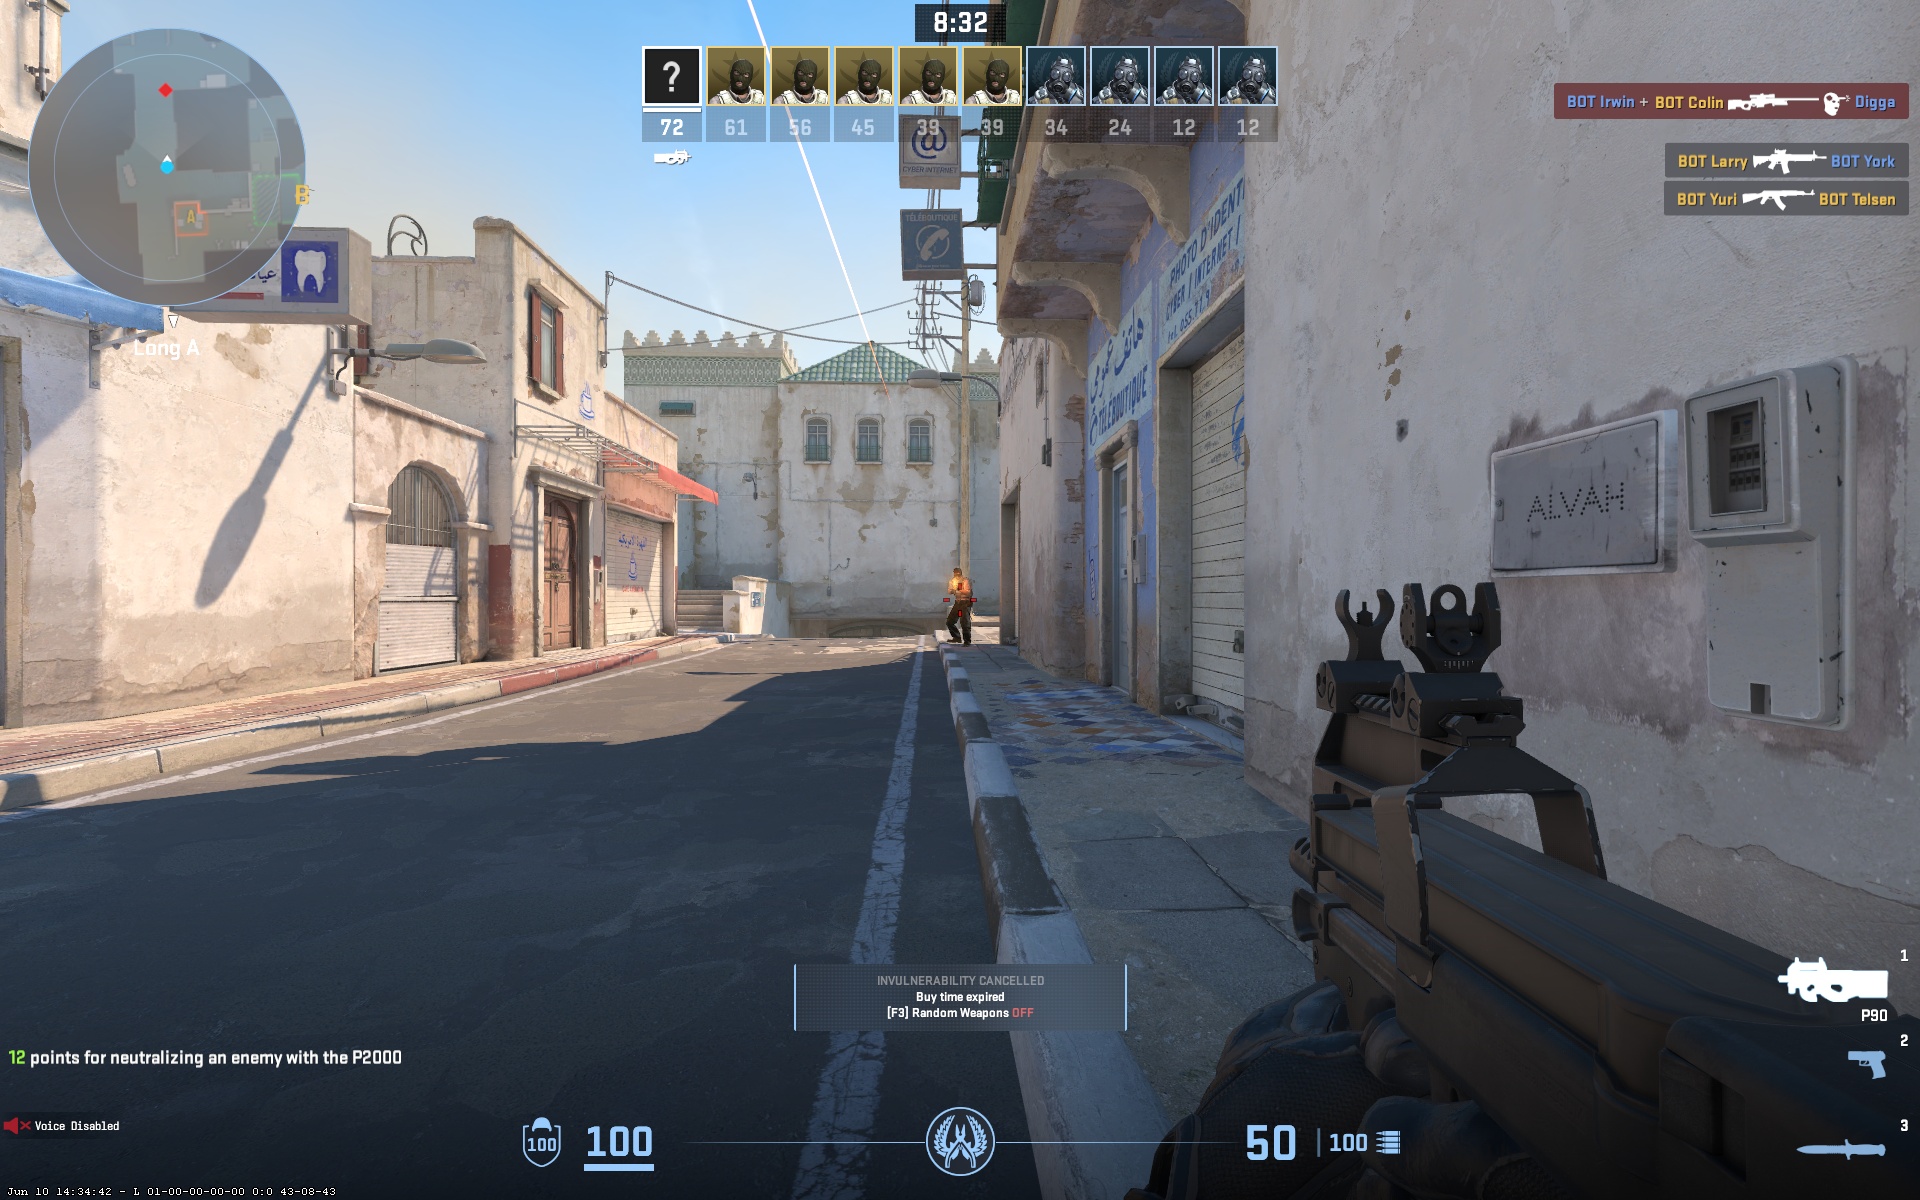 8:32
?
72 61 56 45 39 39 34 24 12 12
BOT Irwin + BOT Colin Digga
BOT Larry BOT York
BOT Yuri BOT Telsen
B
A
Long A
@
CYBER INTERNET
TÉLÉBOUTIQUE
PHOTO D'IDENTI
CYBER / INTERNET /
TÉLÉBOUTIQUE
ALVAH
INVULNERABILITY CANCELLED
Buy time expired
[F3] Random Weapons OFF
1
P90
2
3
12 points for neutralizing an enemy with the P2000
Voice Disabled
100
100
50 | 100
Jun 10 14:34:42 - L 01-00-00-00-00 0:0 43-08-43